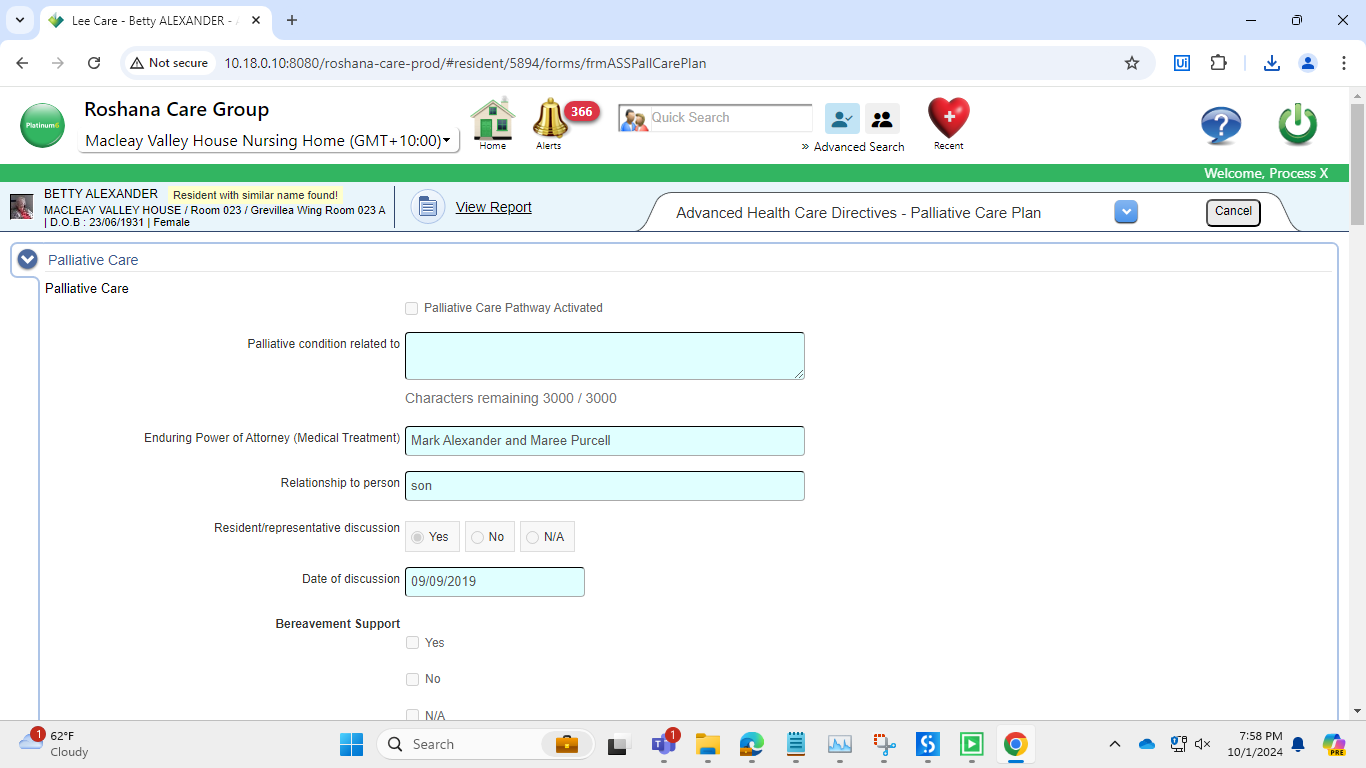 Lee Care - Betty ALEXANDER - A
Not secure
10.18.0.10:8080/roshana-care-prod/#resident/5894/forms/frmASSPallCarePlan
Platinum6
Roshana Care Group
Macleay Valley House Nursing Home (GMT+10:00)
Home
366
Alerts
Quick Search
» Advanced Search
Recent
Welcome, Process X
BETTY ALEXANDER Resident with similar name found!
MACLEAY VALLEY HOUSE / Room 023 / Grevillea Wing Room 023 A
| D.O.B : 23/06/1931 | Female
View Report
Advanced Health Care Directives - Palliative Care Plan
Cancel
Palliative Care
Palliative Care
Palliative Care Pathway Activated
Palliative condition related to
Characters remaining 3000 / 3000
Enduring Power of Attorney (Medical Treatment) Mark Alexander and Maree Purcell
Relationship to person son
Resident/representative discussion Yes No N/A
Date of discussion 09/09/2019
Bereavement Support
Yes
No
N/A
1
62°F
Cloudy
Search
1
PRE
7:58 PM
10/1/2024